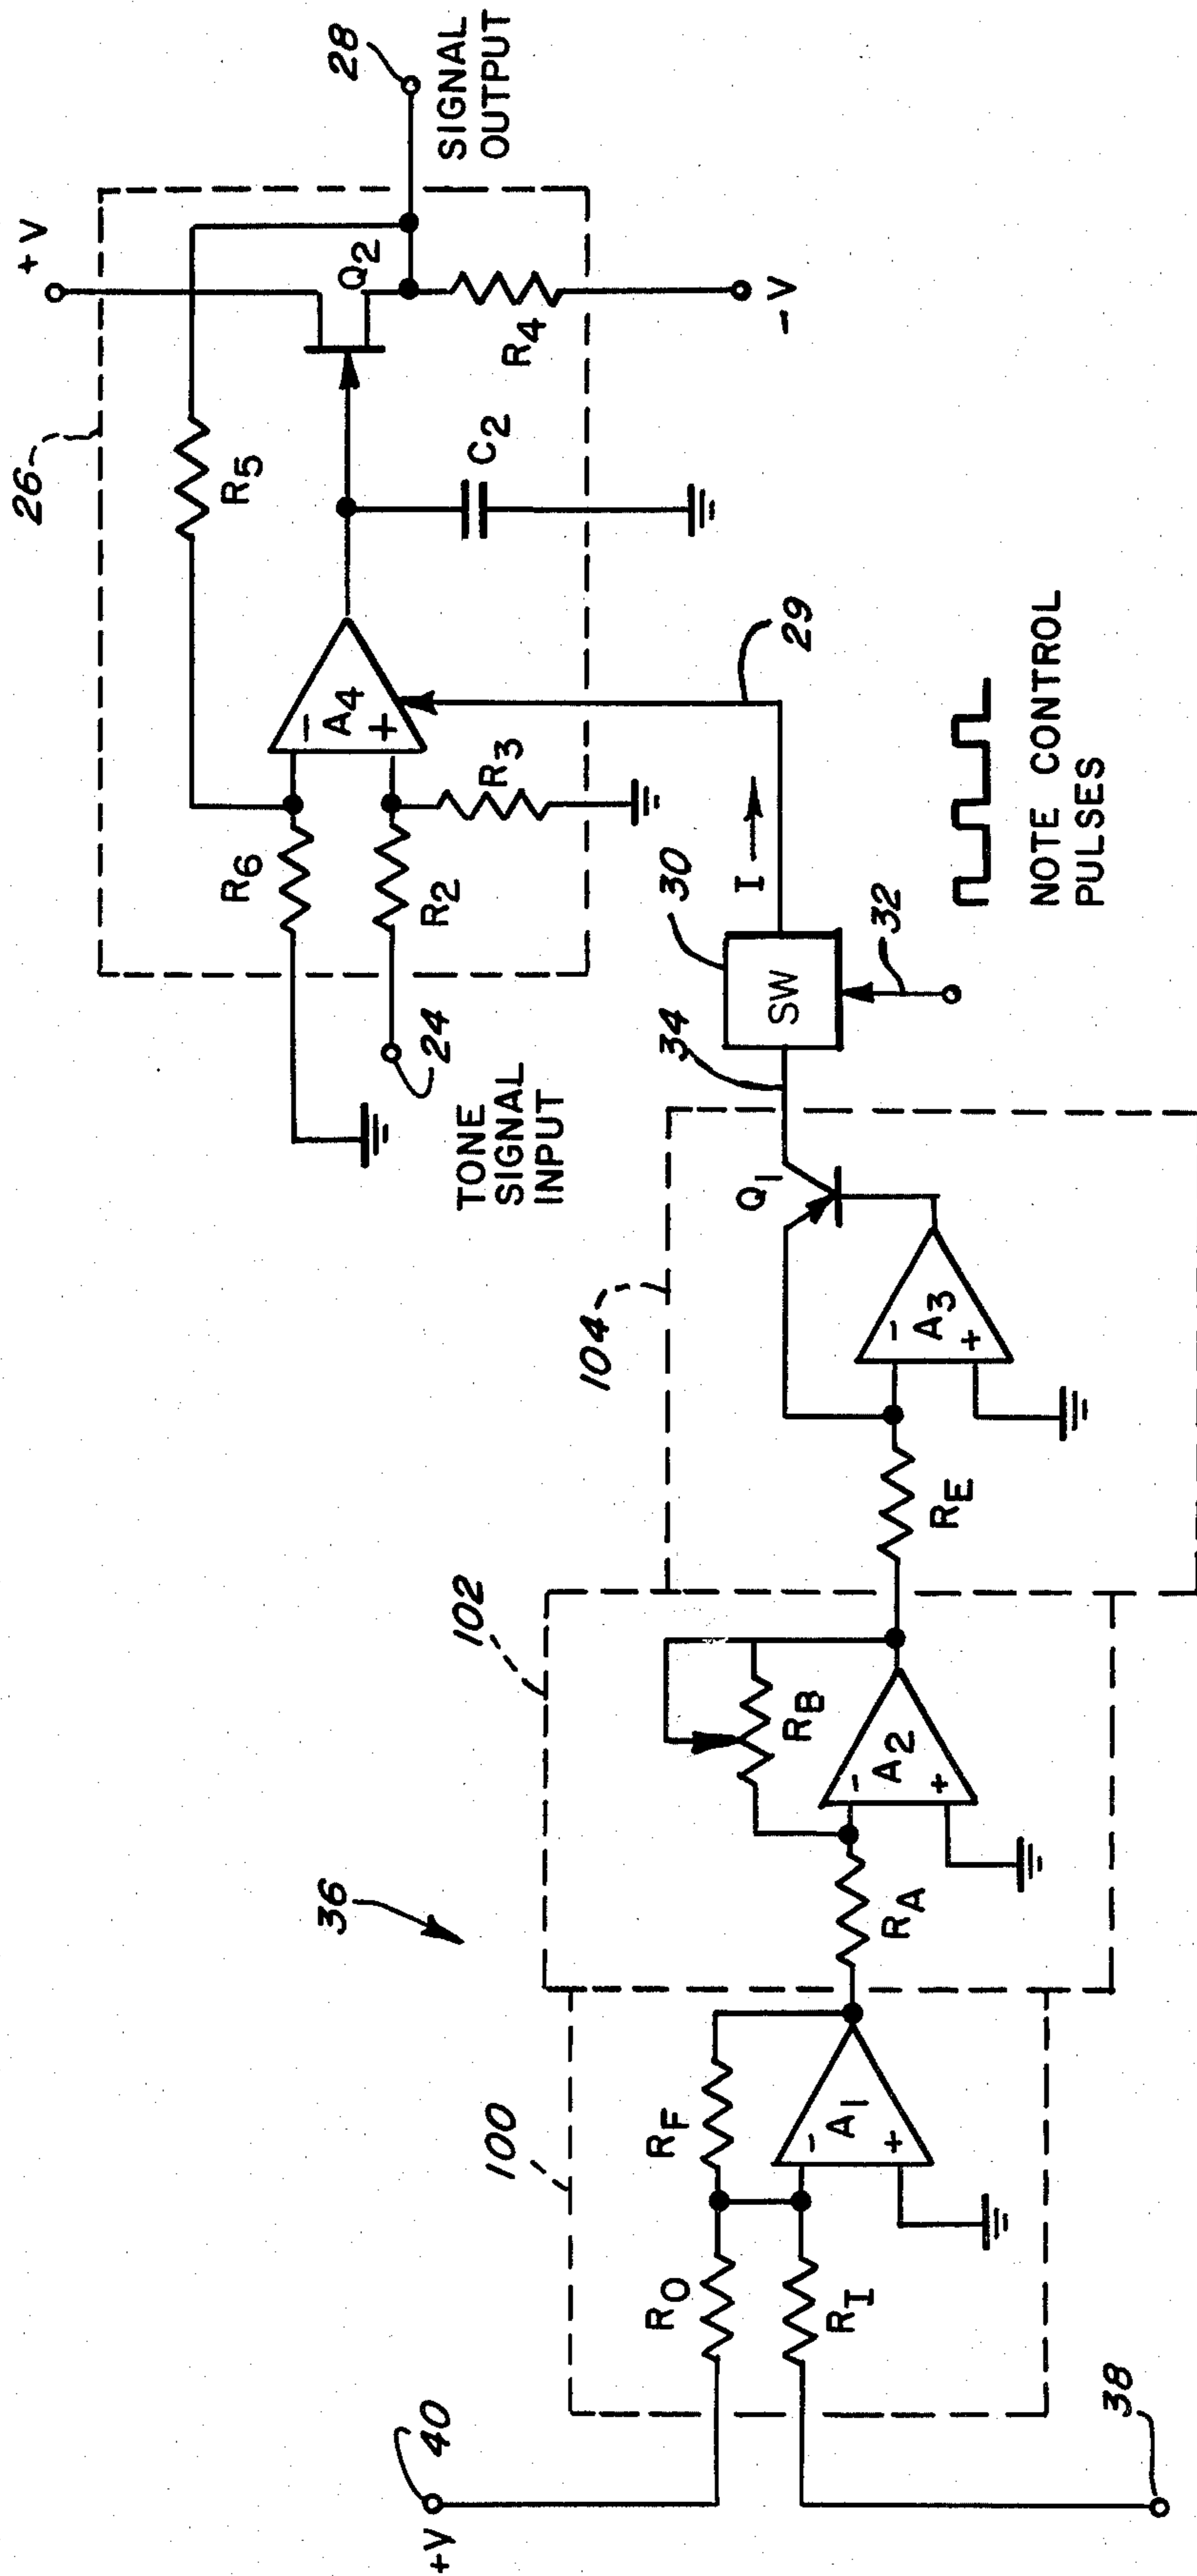 26
+V
28
SIGNAL
OUTPUT
R5
Q2
R6
−
A4
+
C2
R4
R2
R3
−V
24
TONE
SIGNAL
INPUT
29
I
30
SW
34
32
NOTE CONTROL
PULSES
36
104
Q1
−
A3
+
RE
102
RB
−
A2
+
RA
100
RF
−
A1
+
RO
RI
40
+V
38